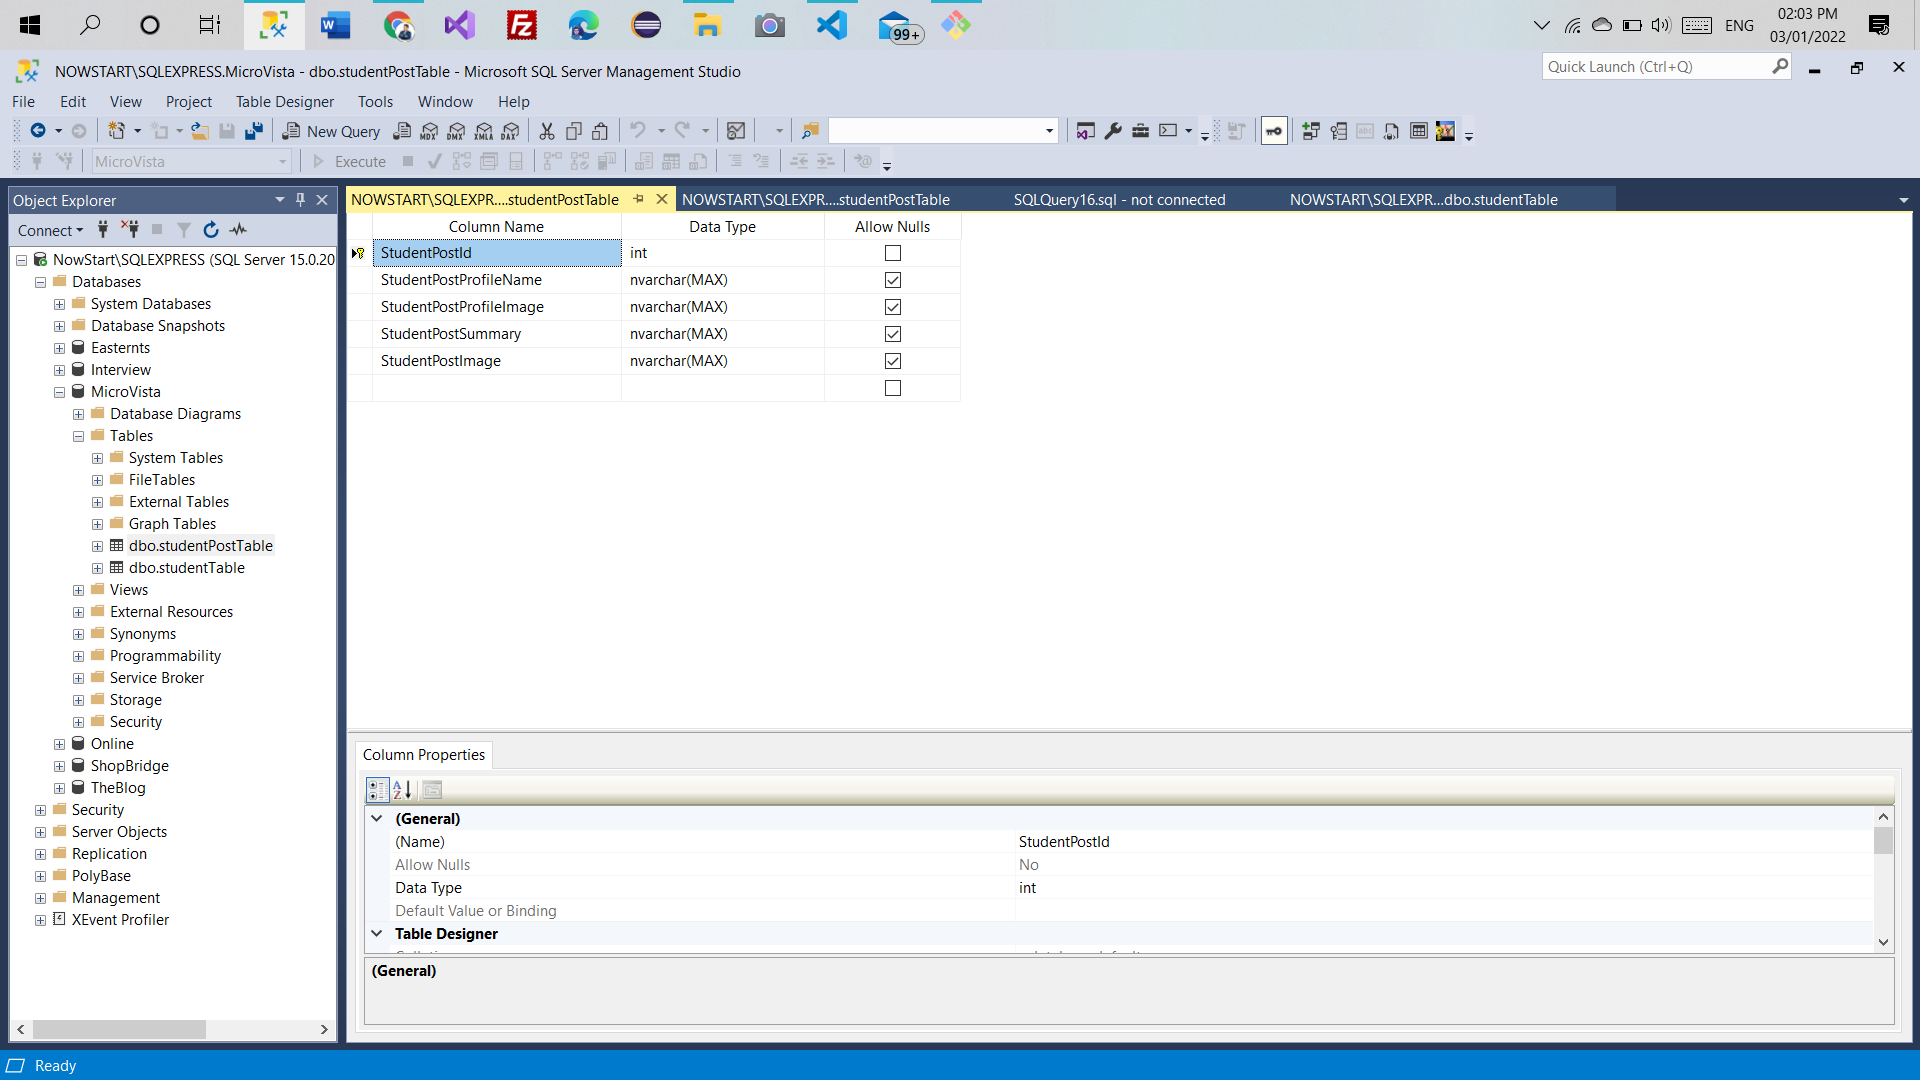 99+
ENG
02:03 PM
03/01/2022
NOWSTART\SQLEXPRESS.MicroVista - dbo.studentPostTable - Microsoft SQL Server Management Studio
Quick Launch (Ctrl+Q)
File Edit View Project Table Designer Tools Window Help
New Query MDX DMX XMLA DAX
MicroVista Execute
Object Explorer
NOWSTART\SQLEXPR....studentPostTable
NOWSTART\SQLEXPR....studentPostTable
SQLQuery16.sql - not connected
NOWSTART\SQLEXPR...dbo.studentTable
Connect
NowStart\SQLEXPRESS (SQL Server 15.0.20
Databases
System Databases
Database Snapshots
Easternts
Interview
MicroVista
Database Diagrams
Tables
System Tables
FileTables
External Tables
Graph Tables
dbo.studentPostTable
dbo.studentTable
Views
External Resources
Synonyms
Programmability
Service Broker
Storage
Security
Online
ShopBridge
TheBlog
Security
Server Objects
Replication
PolyBase
Management
XEvent Profiler
Column Name Data Type Allow Nulls
StudentPostId int
StudentPostProfileName nvarchar(MAX)
StudentPostProfileImage nvarchar(MAX)
StudentPostSummary nvarchar(MAX)
StudentPostImage nvarchar(MAX)
Column Properties
(General)
(Name) StudentPostId
Allow Nulls No
Data Type int
Default Value or Binding
Table Designer
(General)
Ready